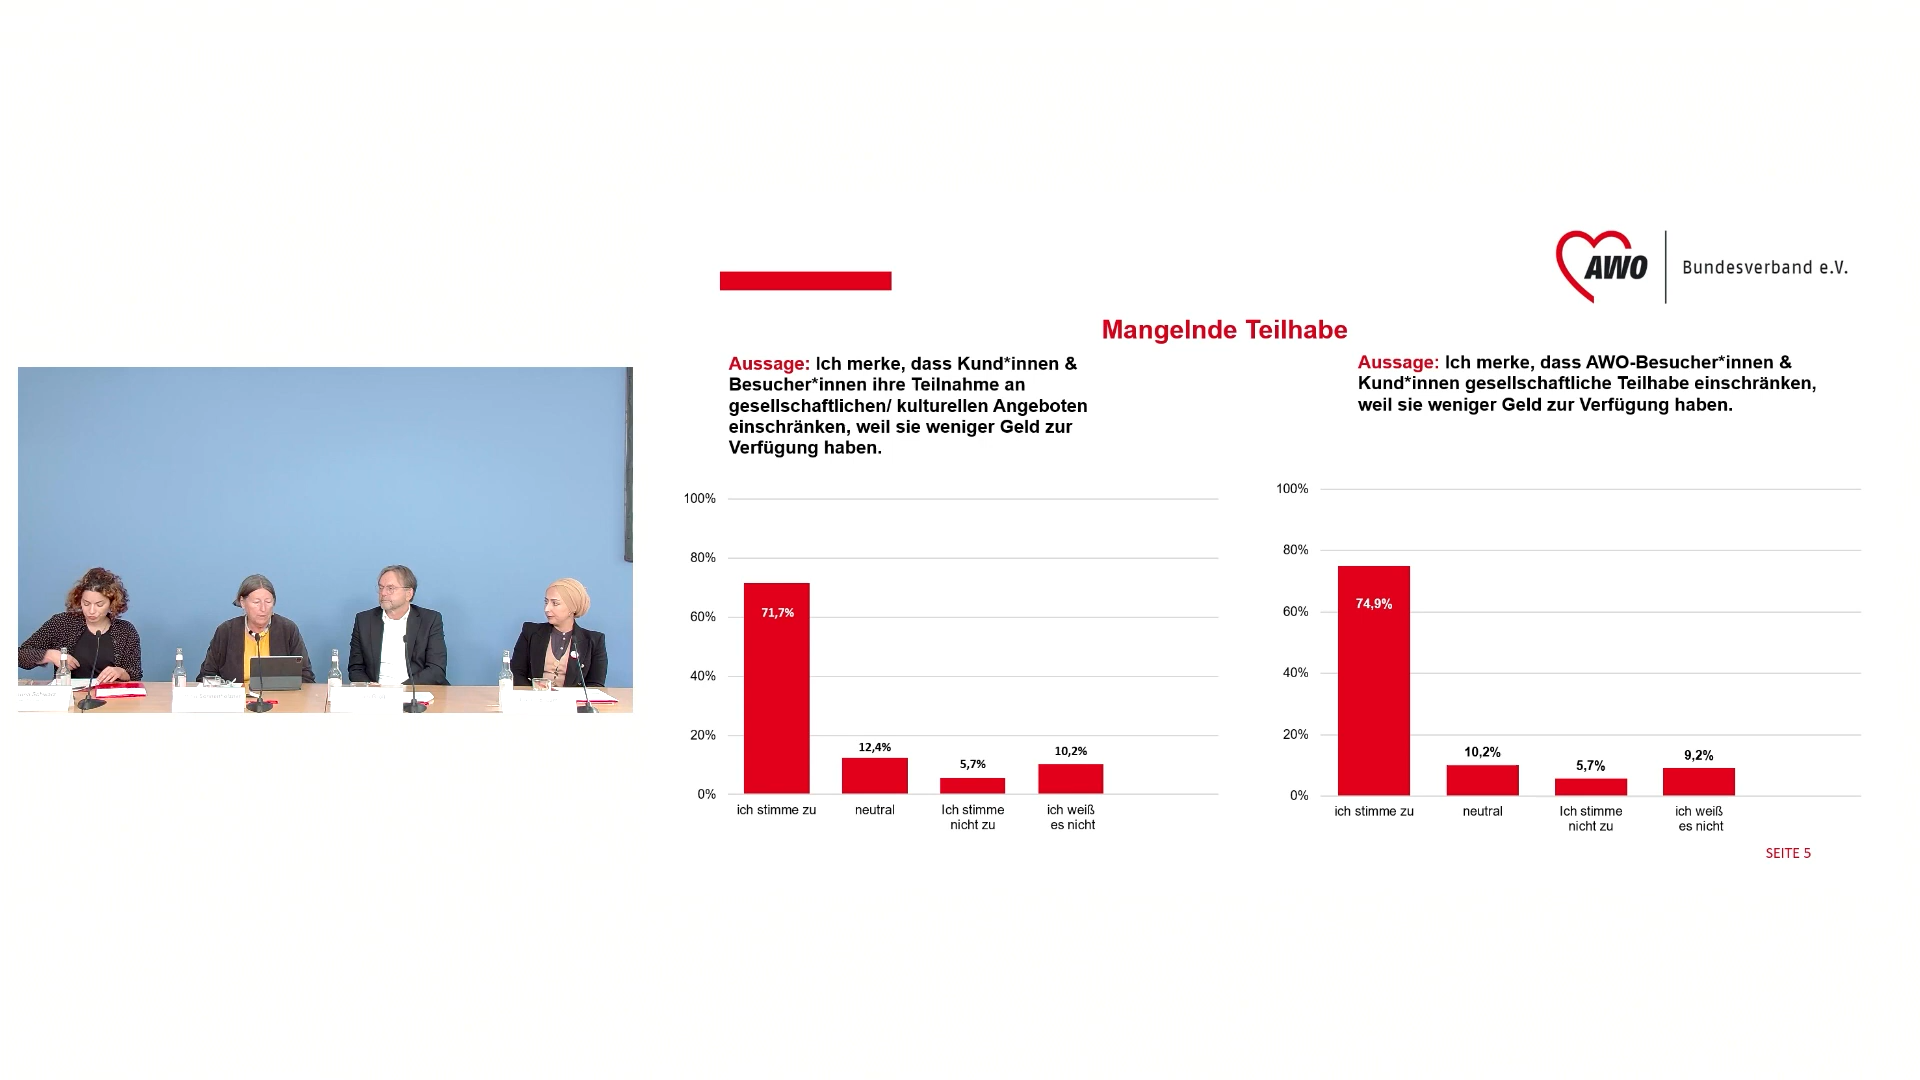 AWO
Bundesverband e.V.
Mangelnde Teilhabe
Aussage: Ich merke, dass Kund*innen &
Besucher*innen ihre Teilnahme an
gesellschaftlichen/ kulturellen Angeboten
einschränken, weil sie weniger Geld zur
Verfügung haben.
100%
80%
60%
40%
20%
0%
71,7%
12,4%
5,7%
10,2%
ich stimme zu
neutral
Ich stimme
nicht zu
ich weiß
es nicht
Aussage: Ich merke, dass AWO-Besucher*innen &
Kund*innen gesellschaftliche Teilhabe einschränken,
weil sie weniger Geld zur Verfügung haben.
100%
80%
60%
40%
20%
0%
74,9%
10,2%
5,7%
9,2%
ich stimme zu
neutral
Ich stimme
nicht zu
ich weiß
es nicht
SEITE 5